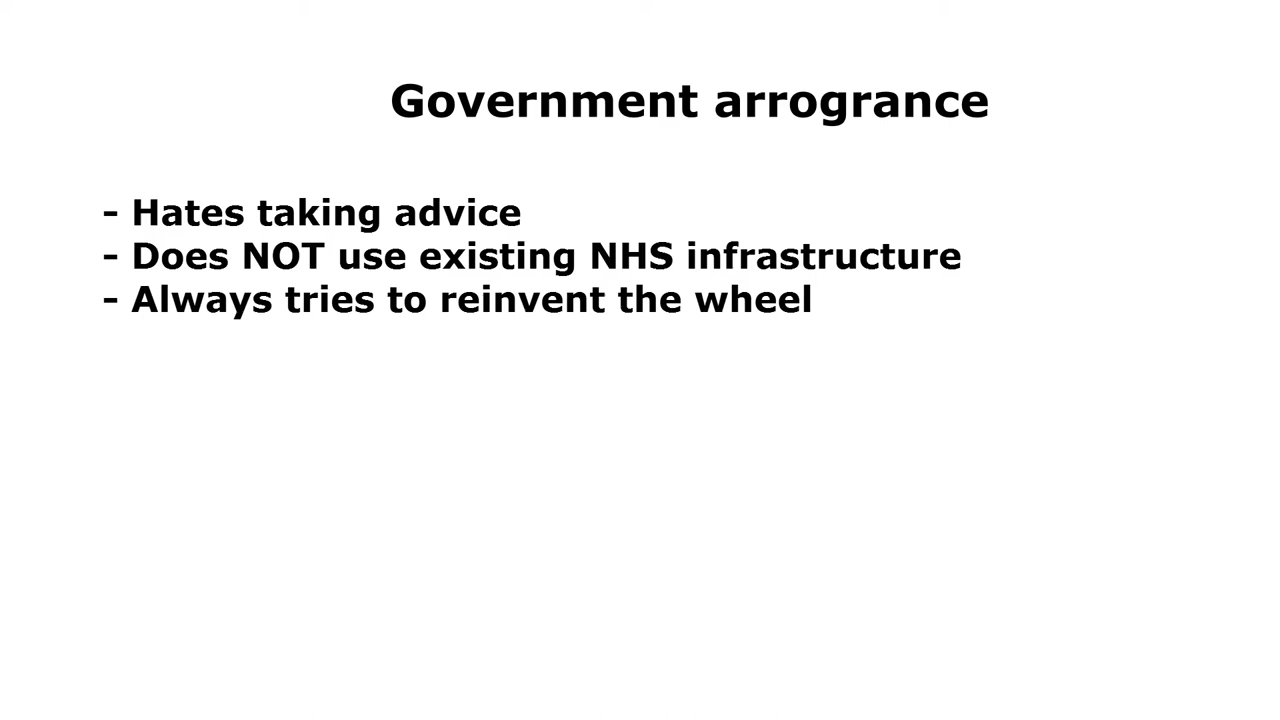 Government arrogrance
- Hates taking advice
- Does NOT use existing NHS infrastructure
- Always tries to reinvent the wheel